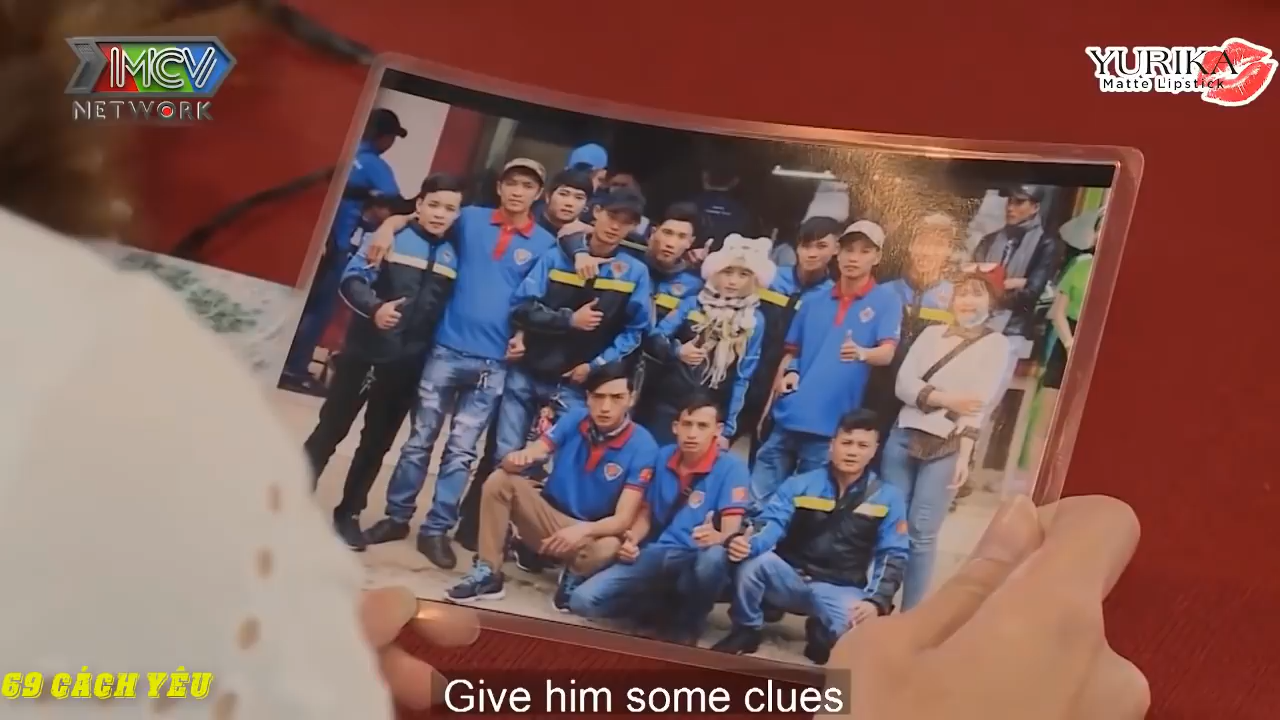 MCV
NETWORK
YURIKA
Matte Lipstick
69 CÁCH YÊU
Give him some clues